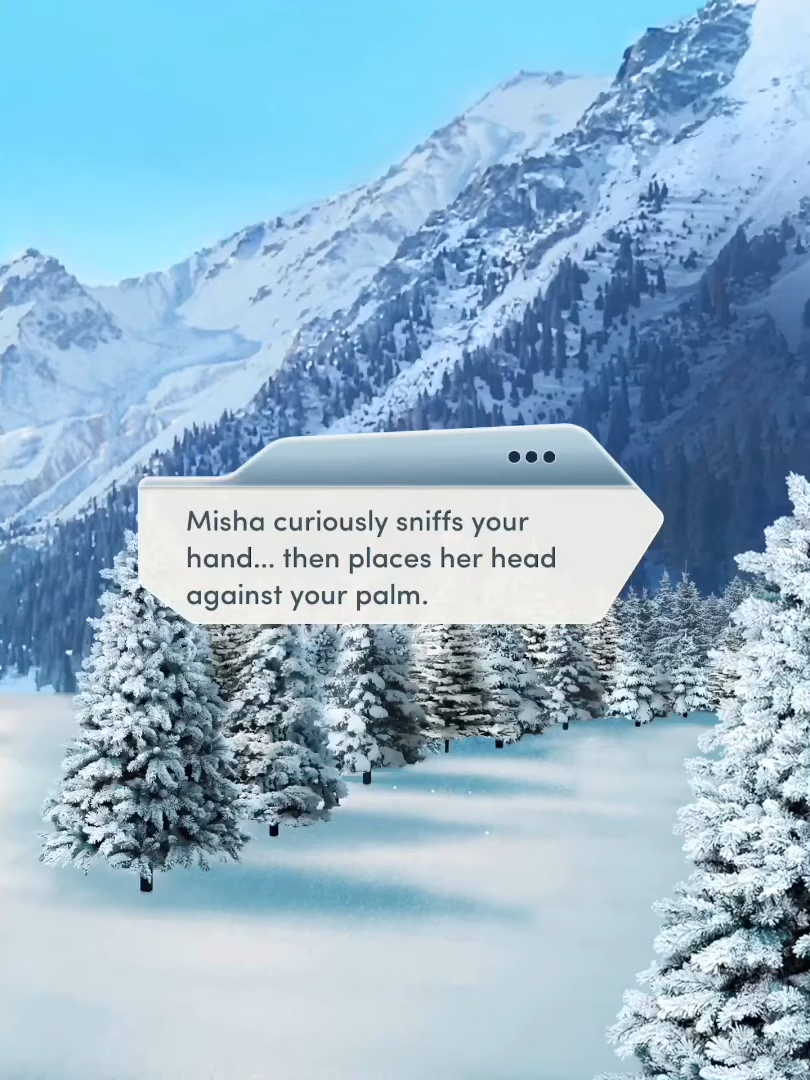 Misha curiously sniffs your
hand... then places her head
against your palm.